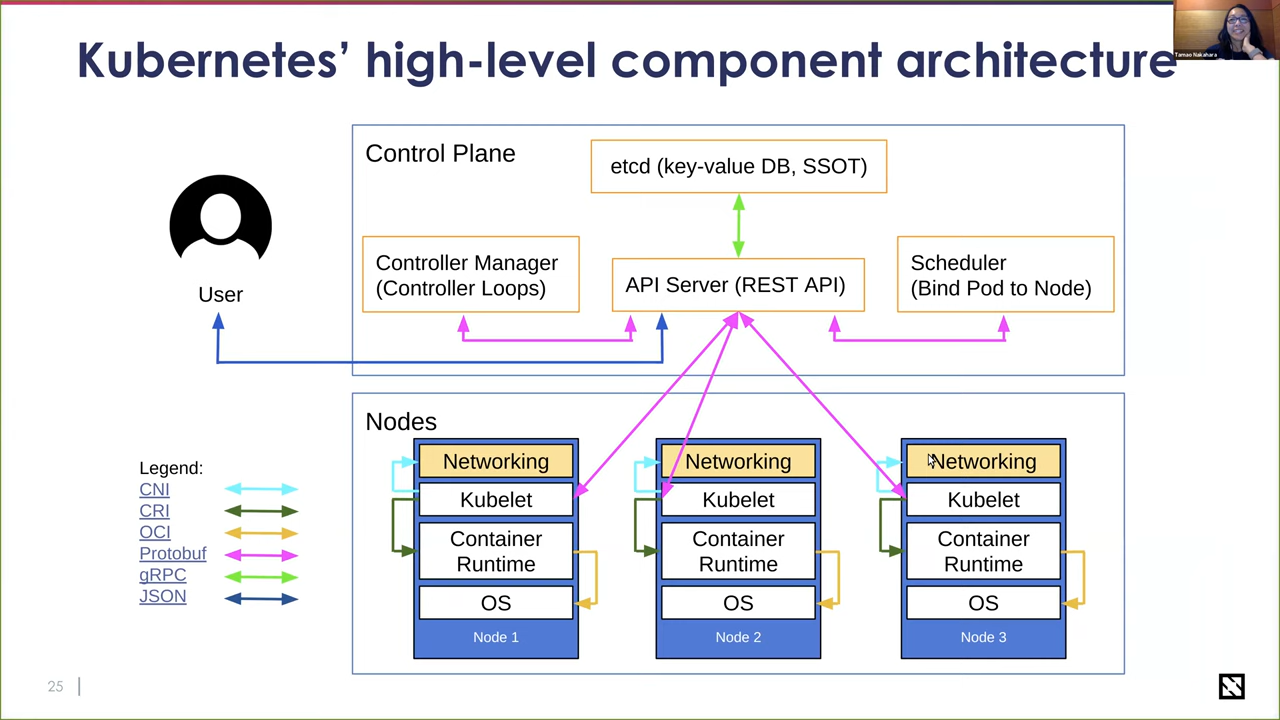 Kubernetes’ high-level component architecture
Tamao Nakahara
Control Plane
etcd (key-value DB, SSOT)
Controller Manager
(Controller Loops)
API Server (REST API)
Scheduler
(Bind Pod to Node)
User
Nodes
Networking
Kubelet
Container
Runtime
OS
Node 1
Networking
Kubelet
Container
Runtime
OS
Node 2
Networking
Kubelet
Container
Runtime
OS
Node 3
Legend:
CNI
CRI
OCI
Protobuf
gRPC
JSON
25